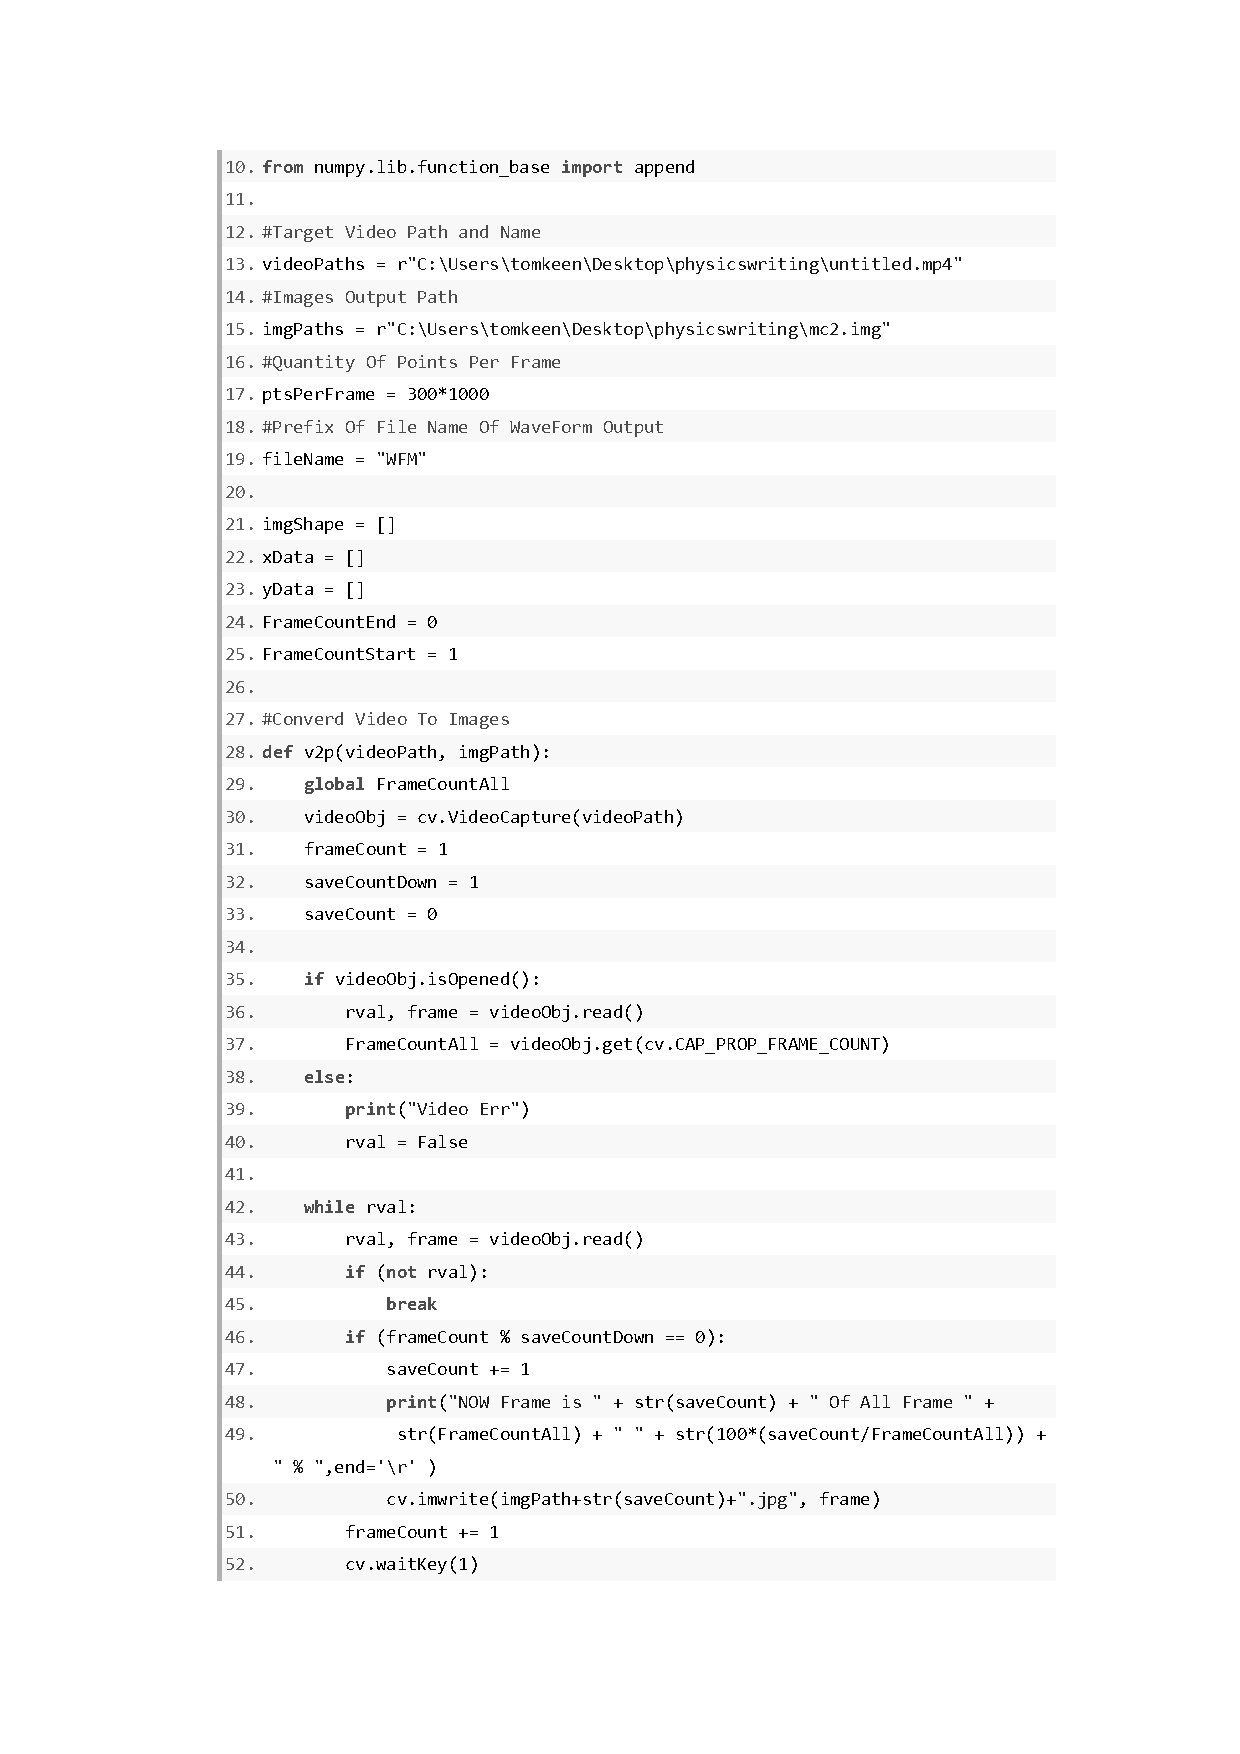 10. from numpy.lib.function_base import append
11.
12. #Target Video Path and Name
13. videoPaths = r"C:\Users\tomkeen\Desktop\physicswriting\untitled.mp4"
14. #Images Output Path
15. imgPaths = r"C:\Users\tomkeen\Desktop\physicswriting\mc2.img"
16. #Quantity Of Points Per Frame
17. ptsPerFrame = 300*1000
18. #Prefix Of File Name Of WaveForm Output
19. fileName = "WFM"
20.
21. imgShape = []
22. xData = []
23. yData = []
24. FrameCountEnd = 0
25. FrameCountStart = 1
26.
27. #Converd Video To Images
28. def v2p(videoPath, imgPath):
29.     global FrameCountAll
30.     videoObj = cv.VideoCapture(videoPath)
31.     frameCount = 1
32.     saveCountDown = 1
33.     saveCount = 0
34.
35.     if videoObj.isOpened():
36.         rval, frame = videoObj.read()
37.         FrameCountAll = videoObj.get(cv.CAP_PROP_FRAME_COUNT)
38.     else:
39.         print("Video Err")
40.         rval = False
41.
42.     while rval:
43.         rval, frame = videoObj.read()
44.         if (not rval):
45.             break
46.         if (frameCount % saveCountDown == 0):
47.             saveCount += 1
48.             print("NOW Frame is " + str(saveCount) + " Of All Frame " +
49.              str(FrameCountAll) + " " + str(100*(saveCount/FrameCountAll)) +
" % ",end='\r' )
50.             cv.imwrite(imgPath+str(saveCount)+".jpg", frame)
51.         frameCount += 1
52.         cv.waitKey(1)